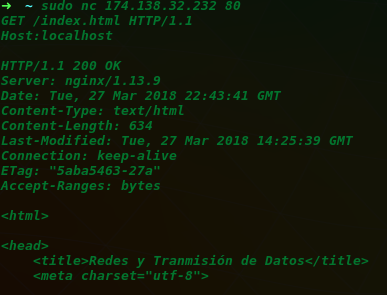 ➜ ~ sudo nc 174.138.32.232 80
GET /index.html HTTP/1.1
Host:localhost
HTTP/1.1 200 OK
Server: nginx/1.13.9
Date: Tue, 27 Mar 2018 22:43:41 GMT
Content-Type: text/html
Content-Length: 634
Last-Modified: Tue, 27 Mar 2018 14:25:39 GMT
Connection: keep-alive
ETag: "5aba5463-27a"
Accept-Ranges: bytes
<html>
<head>
<title>Redes y Tranmisión de Datos</title>
<meta charset="utf-8">